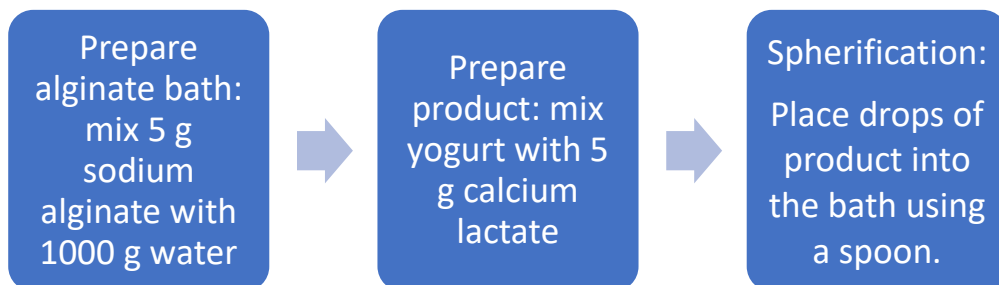 Prepare
alginate bath:
mix 5 g
sodium
alginate with
1000 g water
Prepare
product: mix
yogurt with 5
g calcium
lactate
Spherification:
Place drops of
product into
the bath using
a spoon.